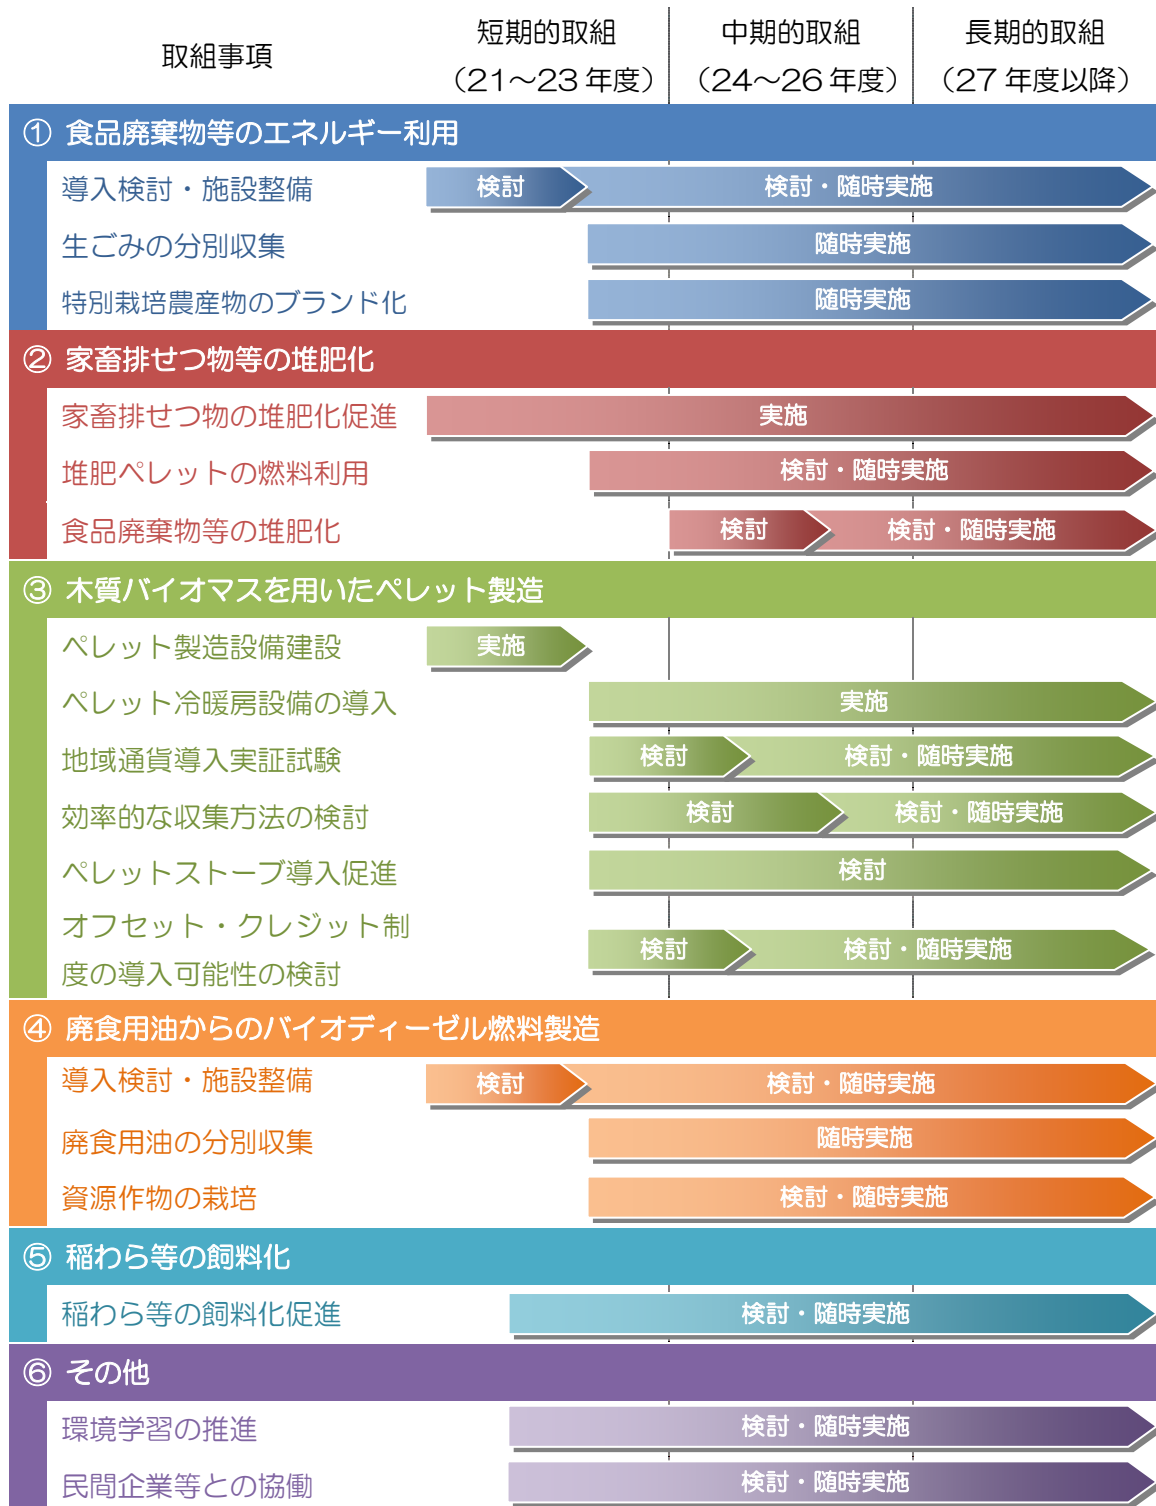 取組事項
短期的取組
（21～23 年度）
中期的取組
（24～26 年度）
長期的取組
（27 年度以降）
① 食品廃棄物等のエネルギー利用
導入検討・施設整備
検討
検討・随時実施
生ごみの分別収集
随時実施
特別栽培農産物のブランド化
随時実施
② 家畜排せつ物等の堆肥化
家畜排せつ物の堆肥化促進
実施
堆肥ペレットの燃料利用
検討・随時実施
食品廃棄物等の堆肥化
検討
検討・随時実施
③ 木質バイオマスを用いたペレット製造
ペレット製造設備建設
実施
ペレット冷暖房設備の導入
実施
地域通貨導入実証試験
検討
検討・随時実施
効率的な収集方法の検討
検討
検討・随時実施
ペレットストーブ導入促進
検討
オフセット・クレジット制
度の導入可能性の検討
検討
検討・随時実施
④ 廃食用油からのバイオディーゼル燃料製造
導入検討・施設整備
検討
検討・随時実施
廃食用油の分別収集
随時実施
資源作物の栽培
検討・随時実施
⑤ 稲わら等の飼料化
稲わら等の飼料化促進
検討・随時実施
⑥ その他
環境学習の推進
検討・随時実施
民間企業等との協働
検討・随時実施